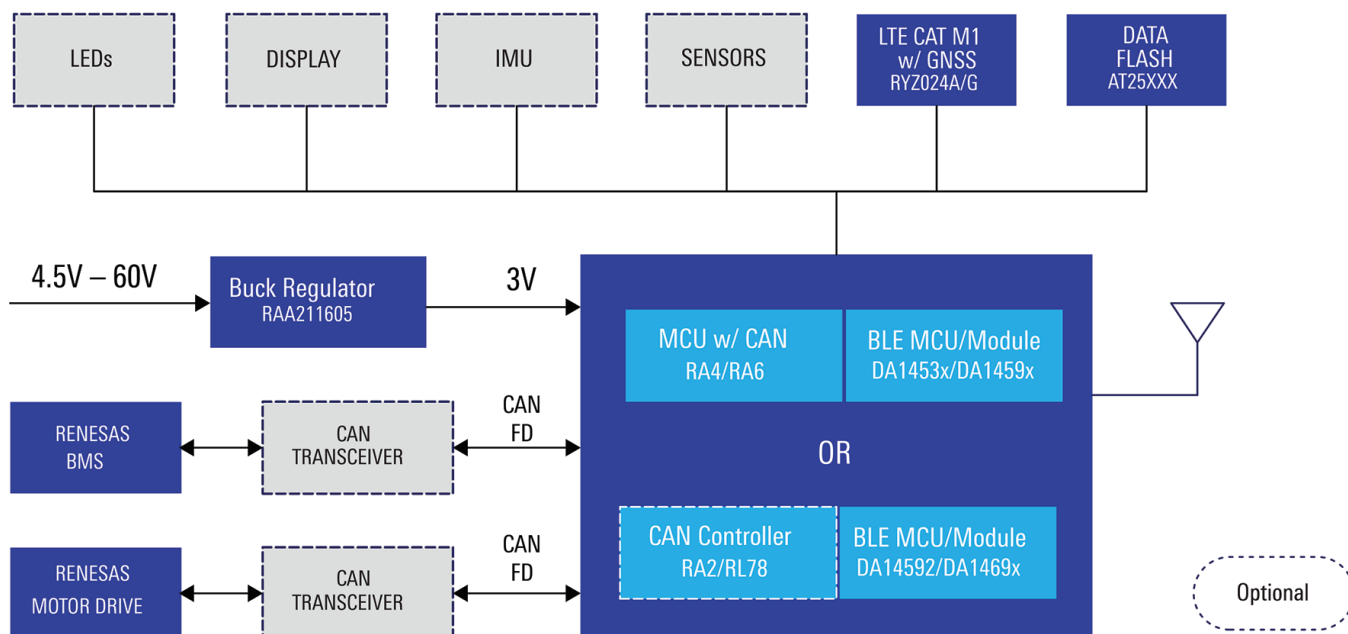 LEDs
DISPLAY
IMU
SENSORS
LTE CAT M1
w/ GNSS
RYZ024A/G
DATA
FLASH
AT25XXX
4.5V – 60V
Buck Regulator
RAA211605
3V
MCU w/ CAN
RA4/RA6
BLE MCU/Module
DA1453x/DA1459x
RENESAS
BMS
CAN
TRANSCEIVER
CAN
FD
OR
CAN Controller
RA2/RL78
BLE MCU/Module
DA14592/DA1469x
RENESAS
MOTOR DRIVE
CAN
TRANSCEIVER
CAN
FD
Optional